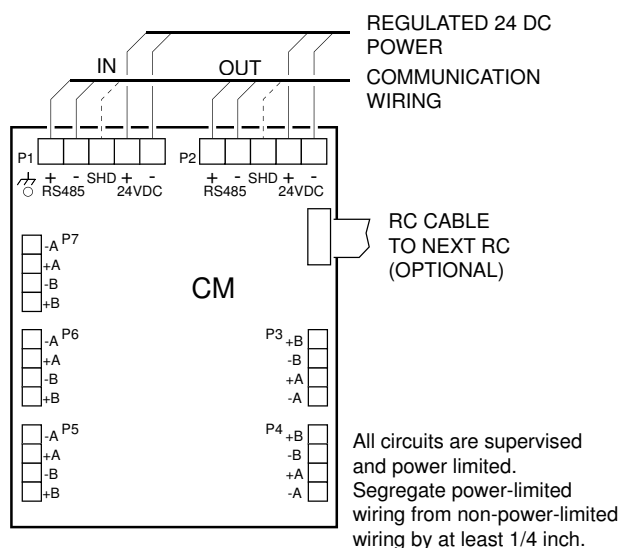 REGULATED 24 DC
POWER
IN
OUT
COMMUNICATION
WIRING
P1
P2
+ - SHD + -
RS485 24VDC
+ - SHD + -
RS485 24VDC
RC CABLE
TO NEXT RC
(OPTIONAL)
CM
P7
-A
+A
-B
+B
P6
-A
+A
-B
+B
P5
-A
+A
-B
+B
P3
+B
-B
+A
-A
P4
+B
-B
+A
-A
All circuits are supervised
and power limited.
Segregate power-limited
wiring from non-power-limited
wiring by at least 1/4 inch.